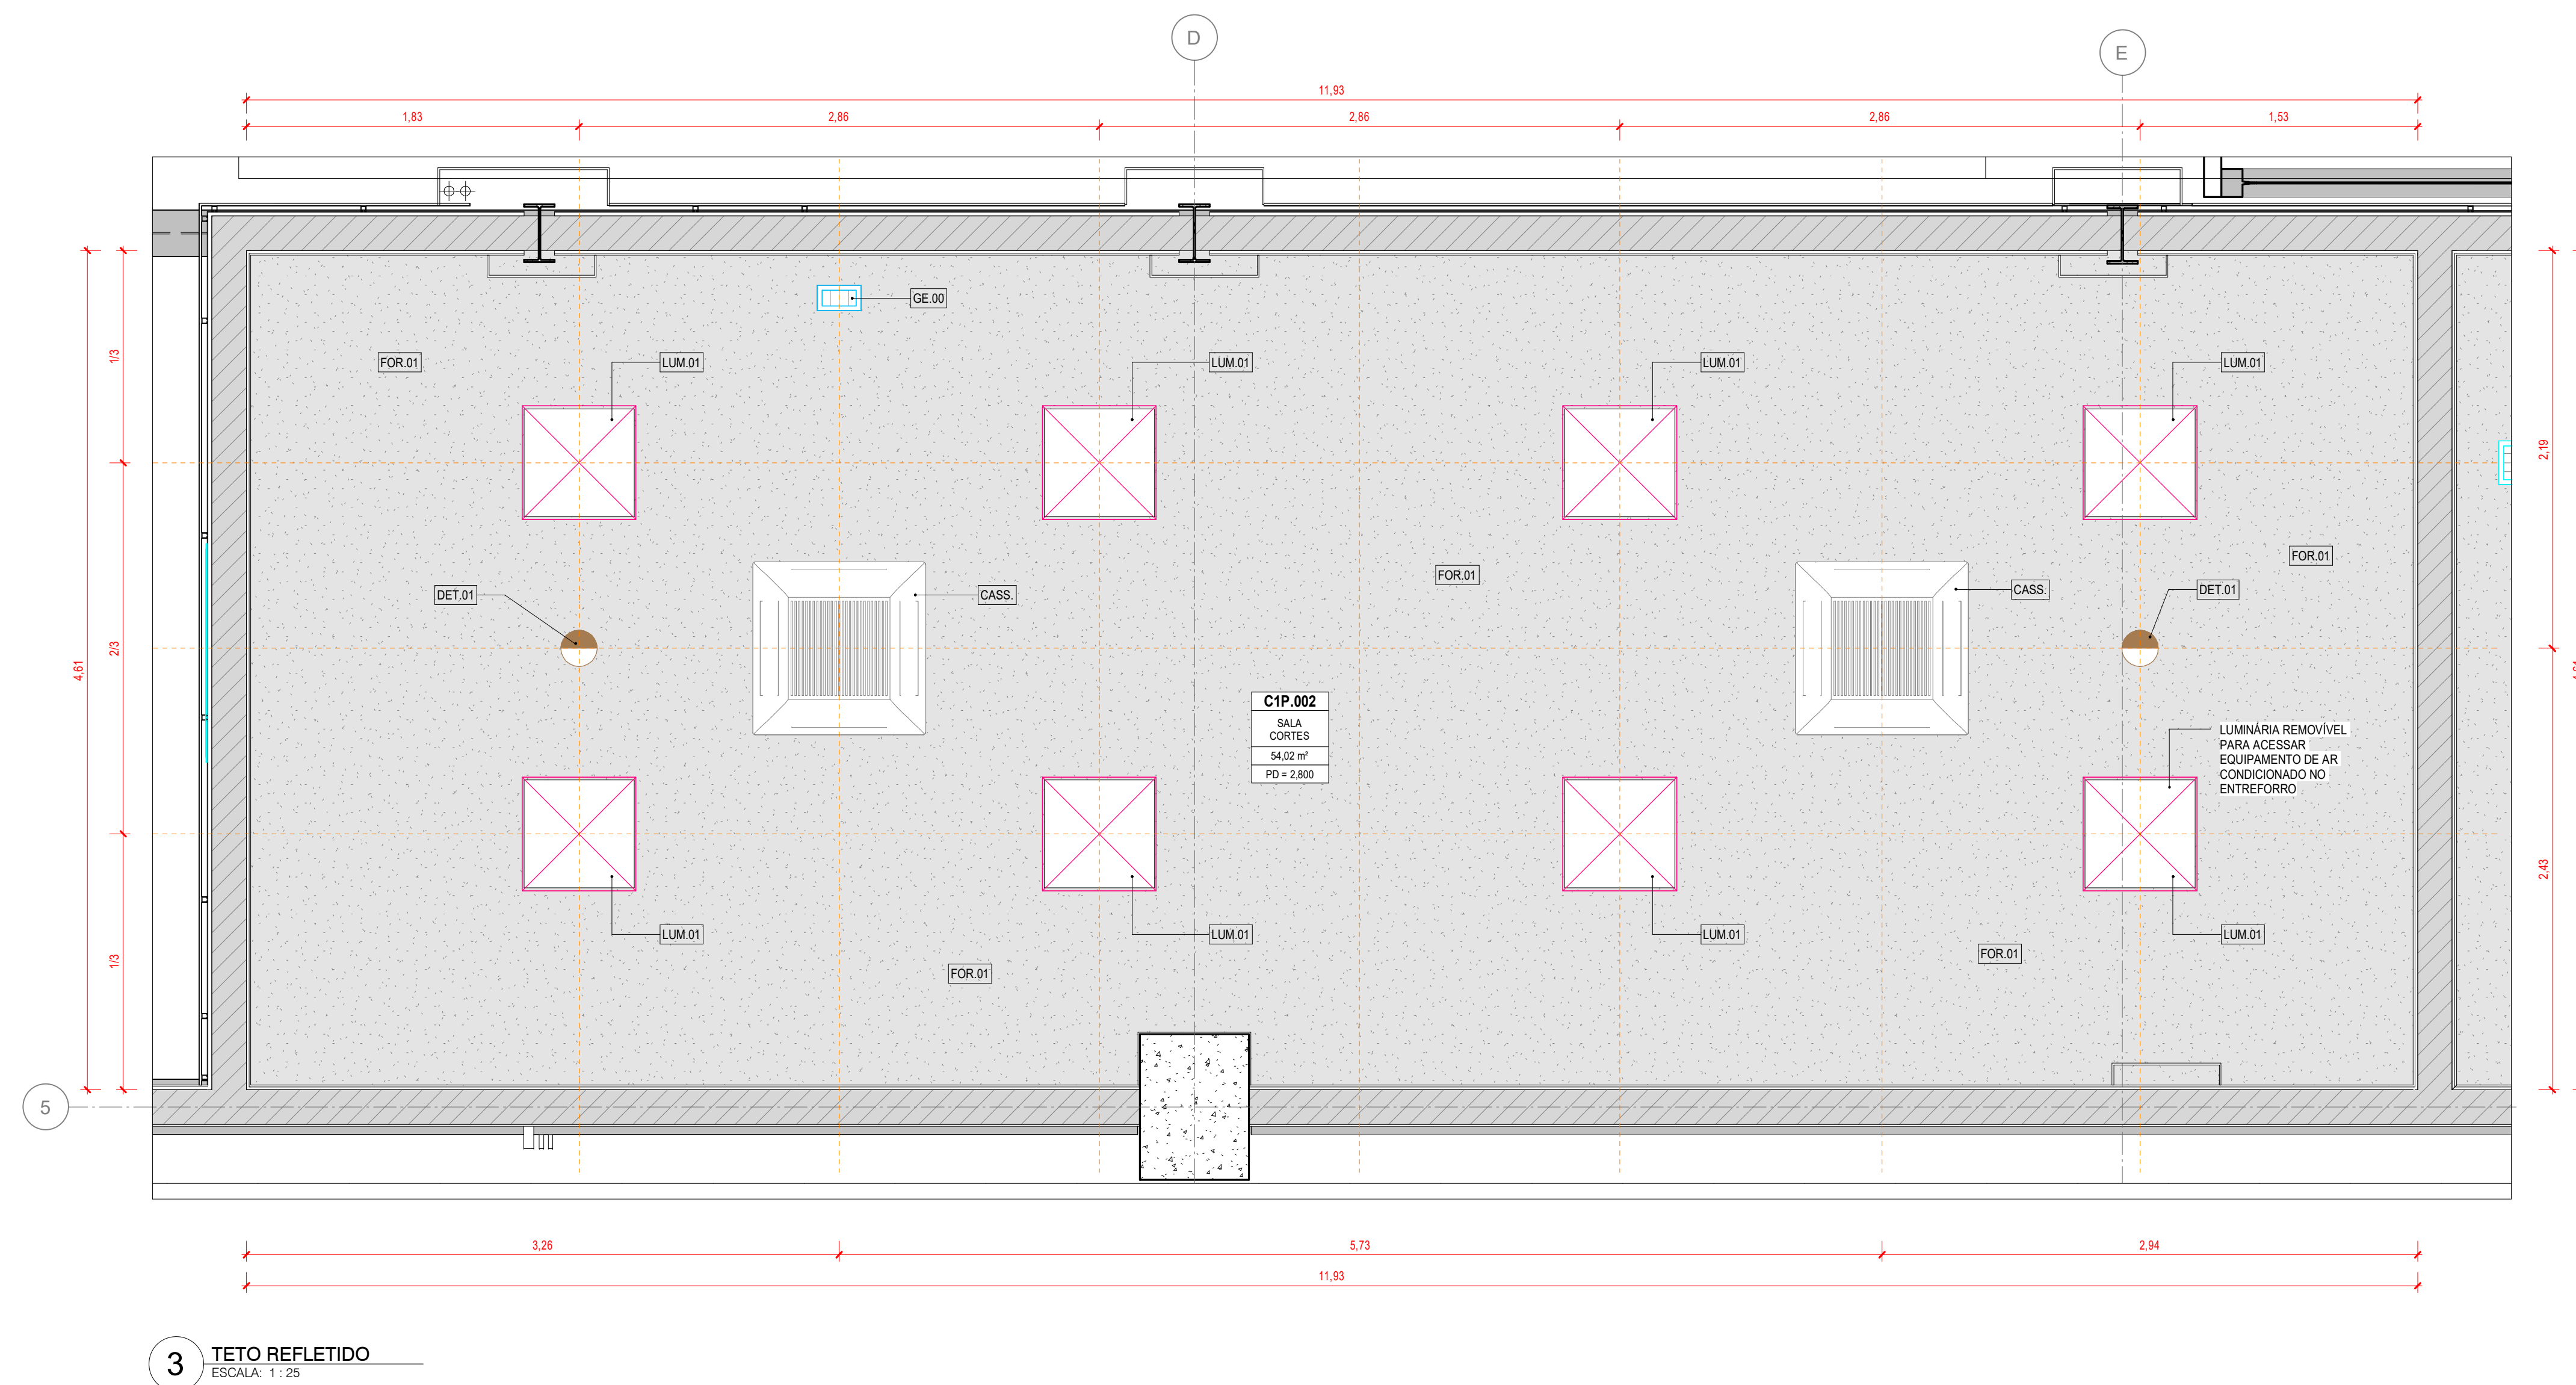 D
E
11,93
1,83
2,86
2,86
2,86
1,53
GE.00
FOR.01
LUM.01
LUM.01
LUM.01
LUM.01
1/3
2,19
FOR.01
FOR.01
DET.01
CASS.
CASS.
DET.01
4,61
2/3
C1P.002
SALA
CORTES
54,02 m²
PD = 2,800
LUMINÁRIA REMOVÍVEL
PARA ACESSAR
EQUIPAMENTO DE AR
CONDICIONADO NO
ENTREFORRO
2,43
LUM.01
LUM.01
LUM.01
LUM.01
1/3
FOR.01
FOR.01
5
3,26
5,73
2,94
11,93
3
TETO REFLETIDO
ESCALA: 1 : 25